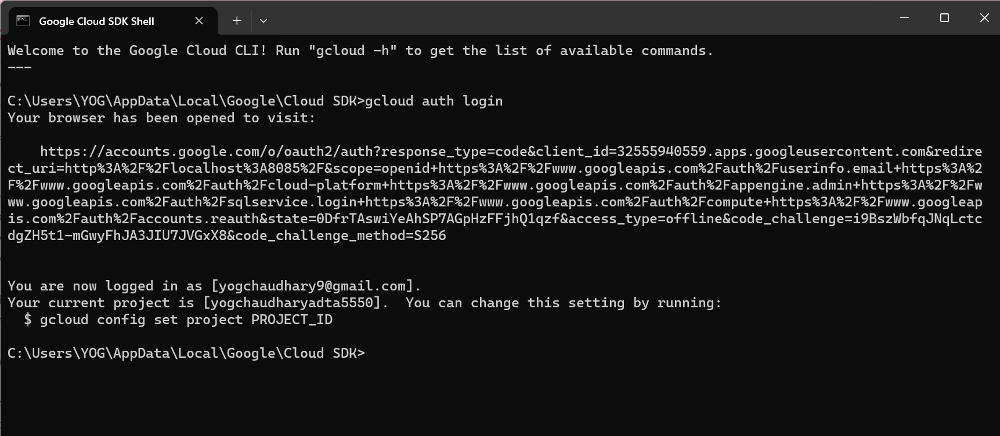 Google Cloud SDK Shell
Welcome to the Google Cloud CLI! Run "gcloud -h" to get the list of available commands.
---
C:\Users\YOG\AppData\Local\Google\Cloud SDK>gcloud auth login
Your browser has been opened to visit:
https://accounts.google.com/o/oauth2/auth?response_type=code&client_id=32555940559.apps.googleusercontent.com&redire
ct_uri=http%3A%2F%2Flocalhost%3A8085%2F&scope=openid+https%3A%2F%2Fwww.googleapis.com%2Fauth%2Fuserinfo.email+https%3A%2
F%2Fwww.googleapis.com%2Fauth%2Fcloud-platform+https%3A%2F%2Fwww.googleapis.com%2Fauth%2Fappengine.admin+https%3A%2F%2Fw
ww.googleapis.com%2Fauth%2Fsqlservice.login+https%3A%2F%2Fwww.googleapis.com%2Fauth%2Fcompute+https%3A%2F%2Fwww.googleap
is.com%2Fauth%2Faccounts.reauth&state=0DfrTAswiYeAhSP7AGpHzFFjhQ1qzf&access_type=offline&code_challenge=i9BszWbfqJNqLctc
dgZH5t1-mGwyFhJA3JIU7JVGxX8&code_challenge_method=S256
You are now logged in as [yogchaudhary9@gmail.com].
Your current project is [yogchaudharyadta5550].  You can change this setting by running:
$ gcloud config set project PROJECT_ID
C:\Users\YOG\AppData\Local\Google\Cloud SDK>